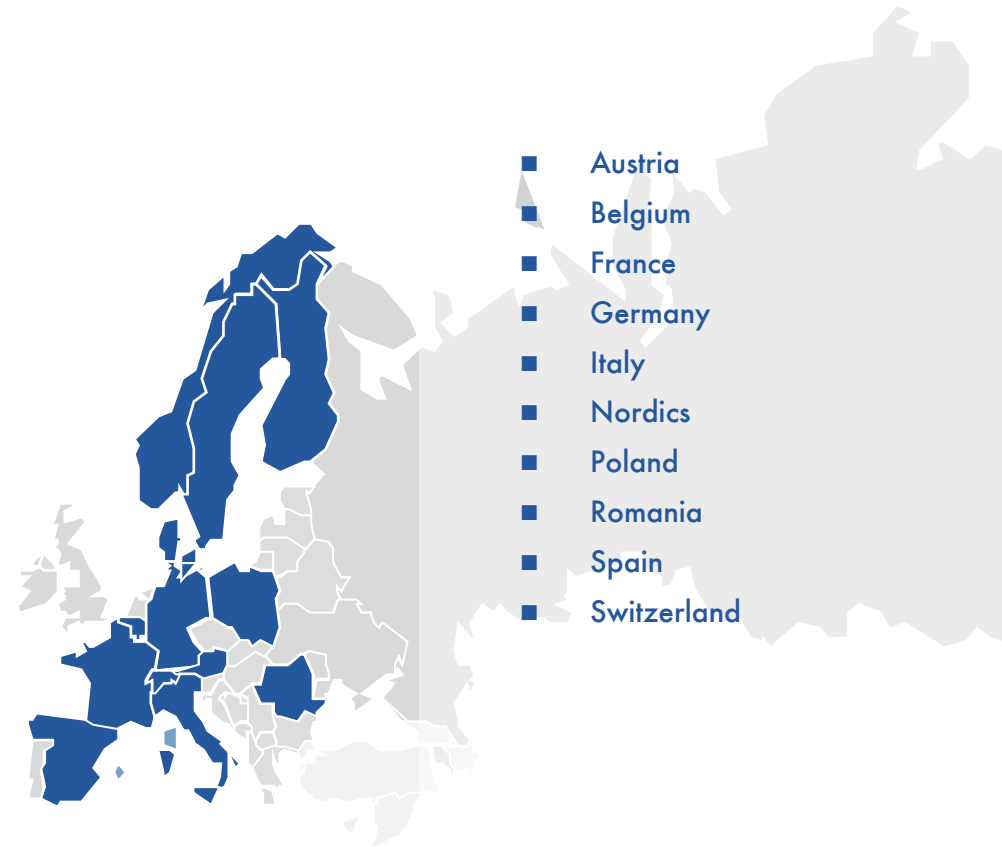 Austria
Belgium
France
Germany
Italy
Nordics
Poland
Romania
Spain
Switzerland